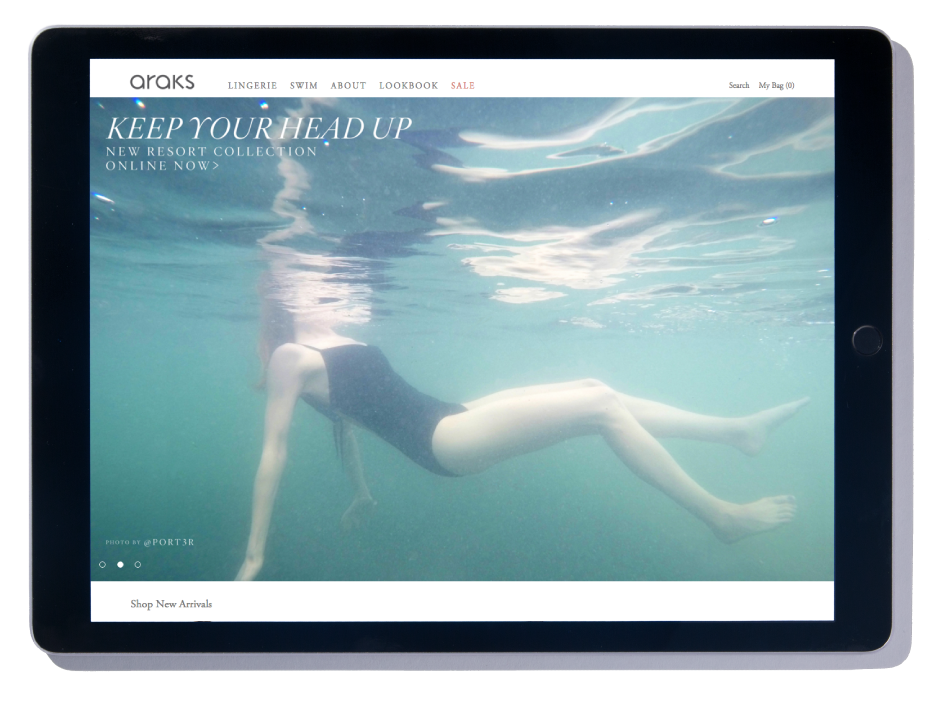 araks
LINGERIE SWIM ABOUT LOOKBOOK SALE
Search My Bag (0)
KEEP YOUR HEAD UP
NEW RESORT COLLECTION
ONLINE NOW>
PHOTO BY @PORT3R
Shop New Arrivals